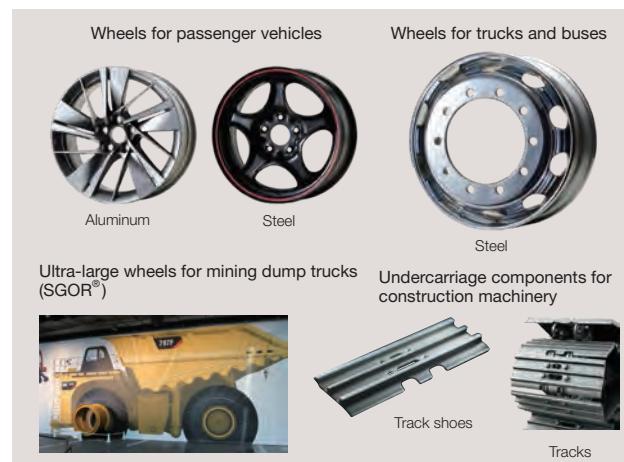 Wheels for passenger vehicles
Wheels for trucks and buses
Aluminum
Steel
Steel
Ultra-large wheels for mining dump trucks
(SGOR®)
Undercarriage components for
construction machinery
797F
Track shoes
Tracks